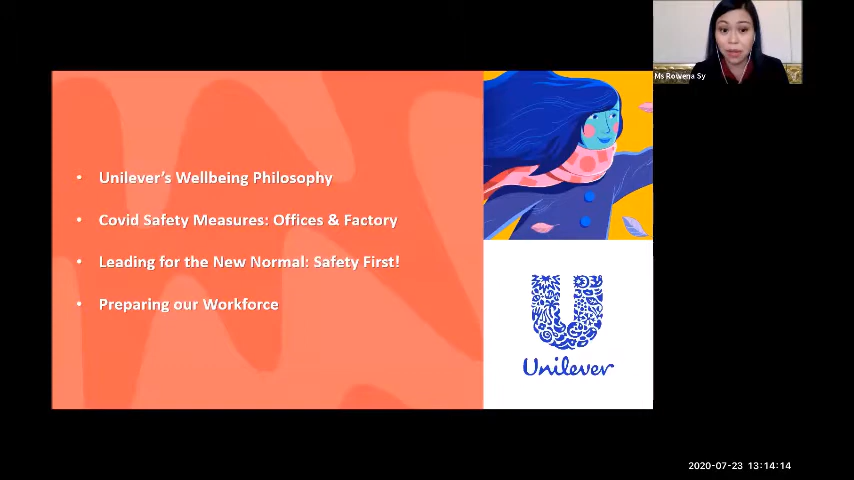 Ms Rowena Sy
• Unilever's Wellbeing Philosophy
• Covid Safety Measures: Offices & Factory
• Leading for the New Normal: Safety First!
• Preparing our Workforce
Unilever
2020-07-23 13:14:14